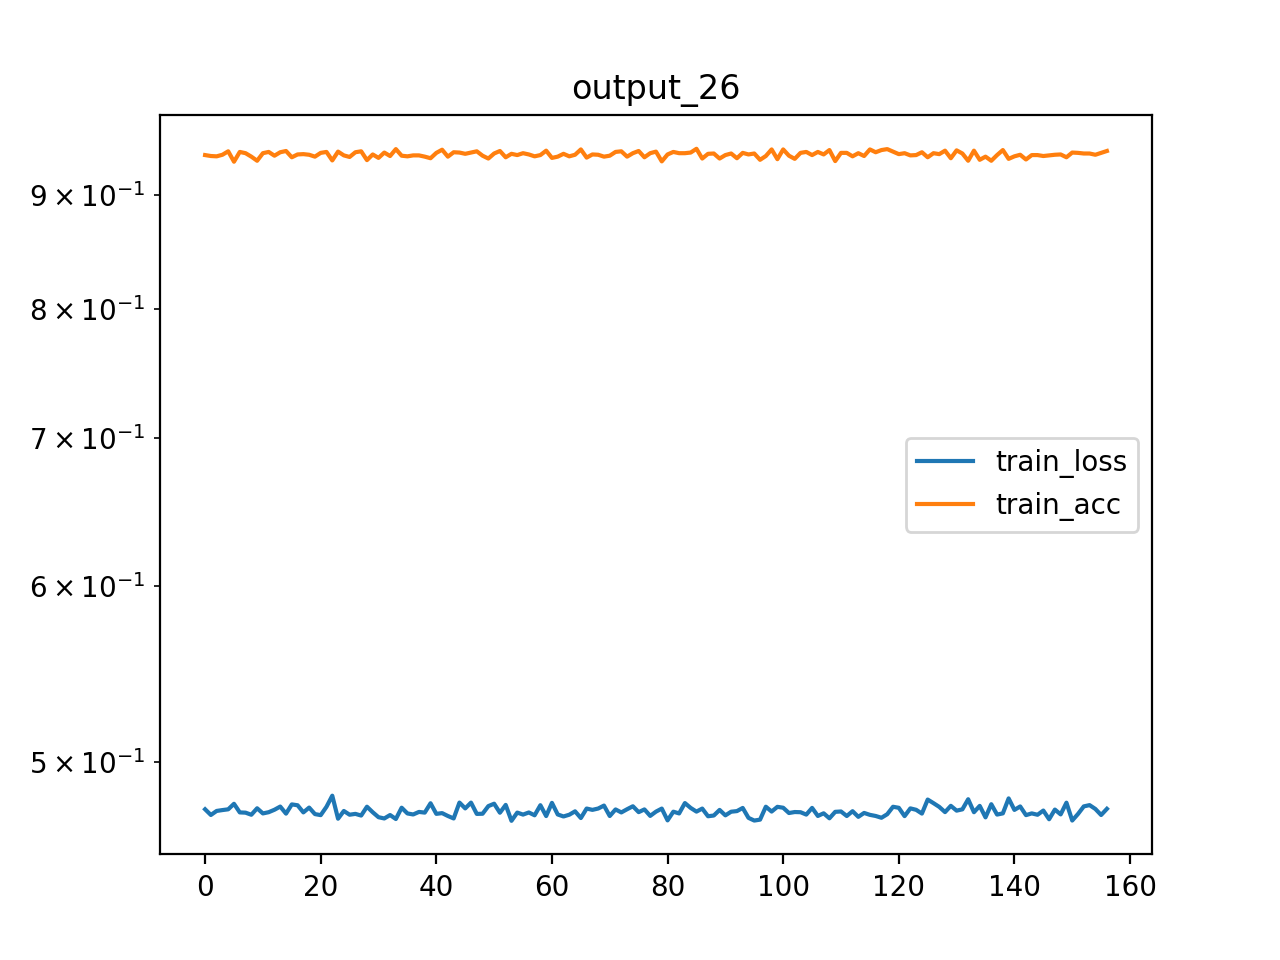 output_26
9 × 10⁻¹
8 × 10⁻¹
7 × 10⁻¹
6 × 10⁻¹
5 × 10⁻¹
train_loss
train_acc
0 20 40 60 80 100 120 140 160